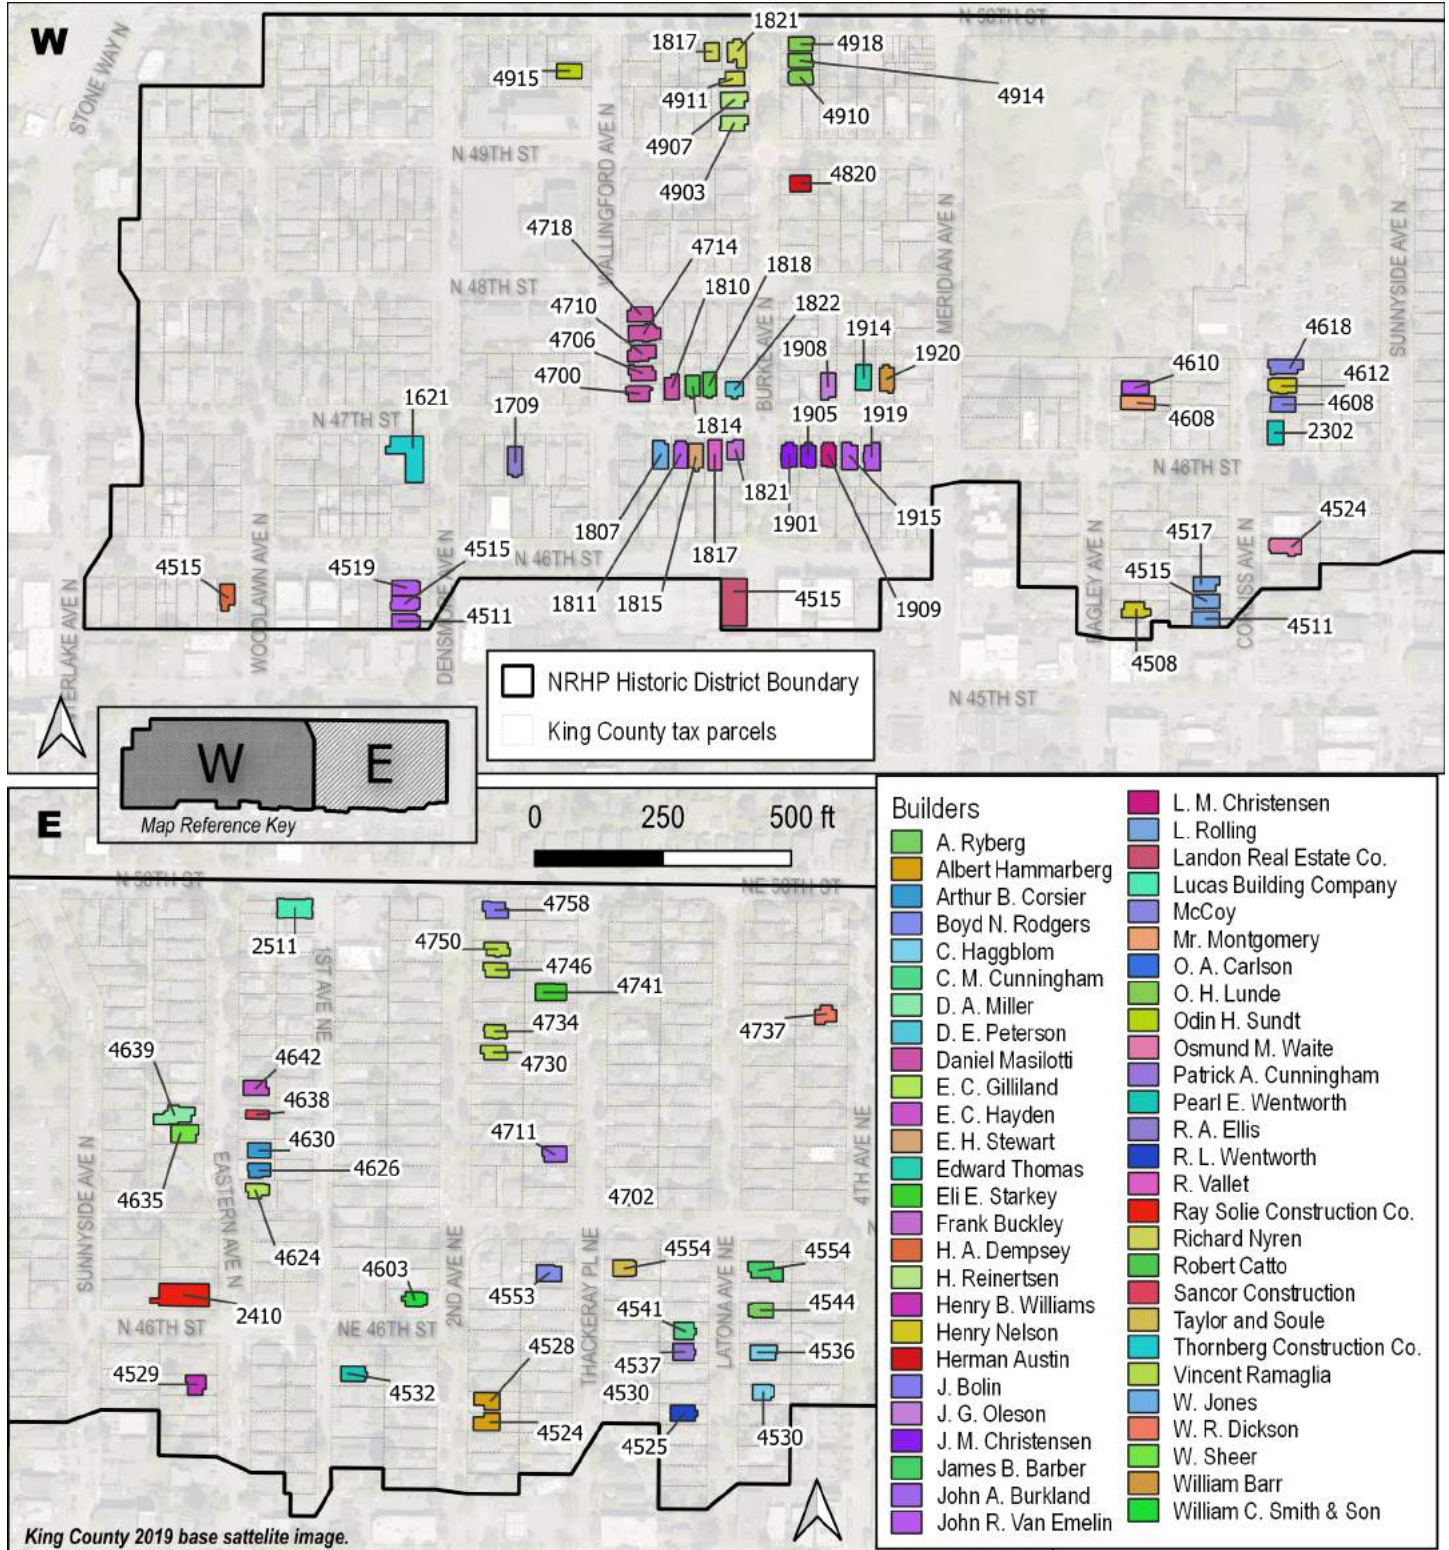 W
N 50TH ST
STONE WAY N
1821
1817
4918
4915
4914
4911
4910
4907
N 49TH ST
WALLINGFORD AVE N
4903
4820
MERIDIAN AVE N
SUNNYSIDE AVE N
4718
4714
1818
N 48TH ST
1810
4710
1822
BURKE AVE N
4706
1914
4618
1908
1920
4700
4610
4612
1621
1709
4608
4608
N 47TH ST
1814
1905
1919
2302
N 46TH ST
1821
1901
1915
1807
4524
WOODLAWN AVE N
DENSMORE AVE N
4515
N 46TH ST
1817
BAGLEY AVE N
4517
CORLISS AVE N
4515
4519
4515
1811
1815
4515
1909
4511
4511
4508
NRHP Historic District Boundary
N 45TH ST
King County tax parcels
W
E
Map Reference Key
E
0
250
500 ft
N 50TH ST
NE 50TH ST
4758
2511
4750
1ST AVE NE
4746
4741
4734
4737
4730
4639
4642
4638
4711
4630
4626
4635
4702
4TH AVE NE
SUNNYSIDE AVE N
EASTERN AVE N
4624
2ND AVE NE
THACKERAY PL NE
LATONA AVE NE
4603
4554
4554
4553
2410
4541
4544
N 46TH ST
NE 46TH ST
4528
4537
4536
4529
4532
4530
4524
4525
4530
King County 2019 base sattelite image.
Builders
A. Ryberg
Albert Hammarberg
Arthur B. Corsier
Boyd N. Rodgers
C. Haggblom
C. M. Cunningham
D. A. Miller
D. E. Peterson
Daniel Masilotti
E. C. Gilliland
E. C. Hayden
E. H. Stewart
Edward Thomas
Eli E. Starkey
Frank Buckley
H. A. Dempsey
H. Reinertsen
Henry B. Williams
Henry Nelson
Herman Austin
J. Bolin
J. G. Oleson
J. M. Christensen
James B. Barber
John A. Burkland
John R. Van Emelin
L. M. Christensen
L. Rolling
Landon Real Estate Co.
Lucas Building Company
McCoy
Mr. Montgomery
O. A. Carlson
O. H. Lunde
Odin H. Sundt
Osmund M. Waite
Patrick A. Cunningham
Pearl E. Wentworth
R. A. Ellis
R. L. Wentworth
R. Vallet
Ray Solie Construction Co.
Richard Nyren
Robert Catto
Sancor Construction
Taylor and Soule
Thornberg Construction Co.
Vincent Ramaglia
W. Jones
W. R. Dickson
W. Sheer
William Barr
William C. Smith & Son